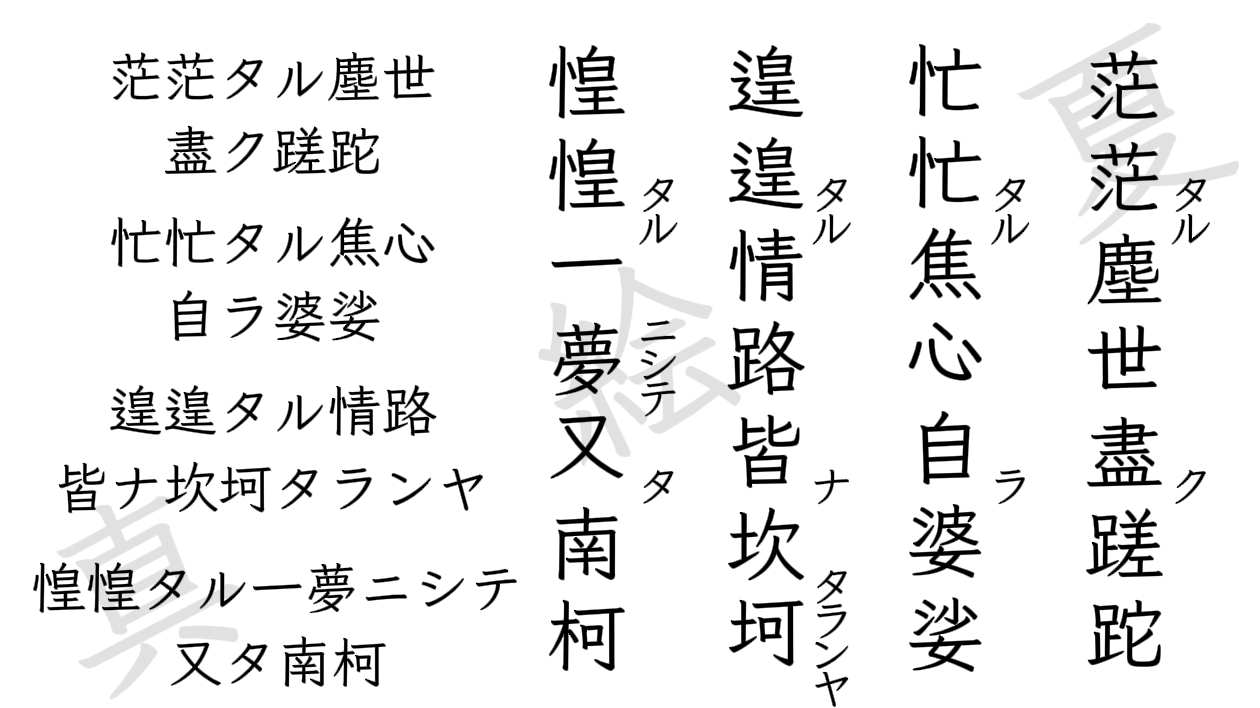 茫茫タル塵世盡ク蹉跎
忙忙タル焦心自ラ婆娑
遑遑タル情路皆ナ坎坷タランヤ
惶惶タル一夢ニシテ又タ南柯
茫茫タル塵世
盡ク蹉跎
忙忙タル焦心
自ラ婆娑
遑遑タル情路
皆ナ坎坷タランヤ
惶惶タル一夢ニシテ
又タ南柯
夏
絵
真